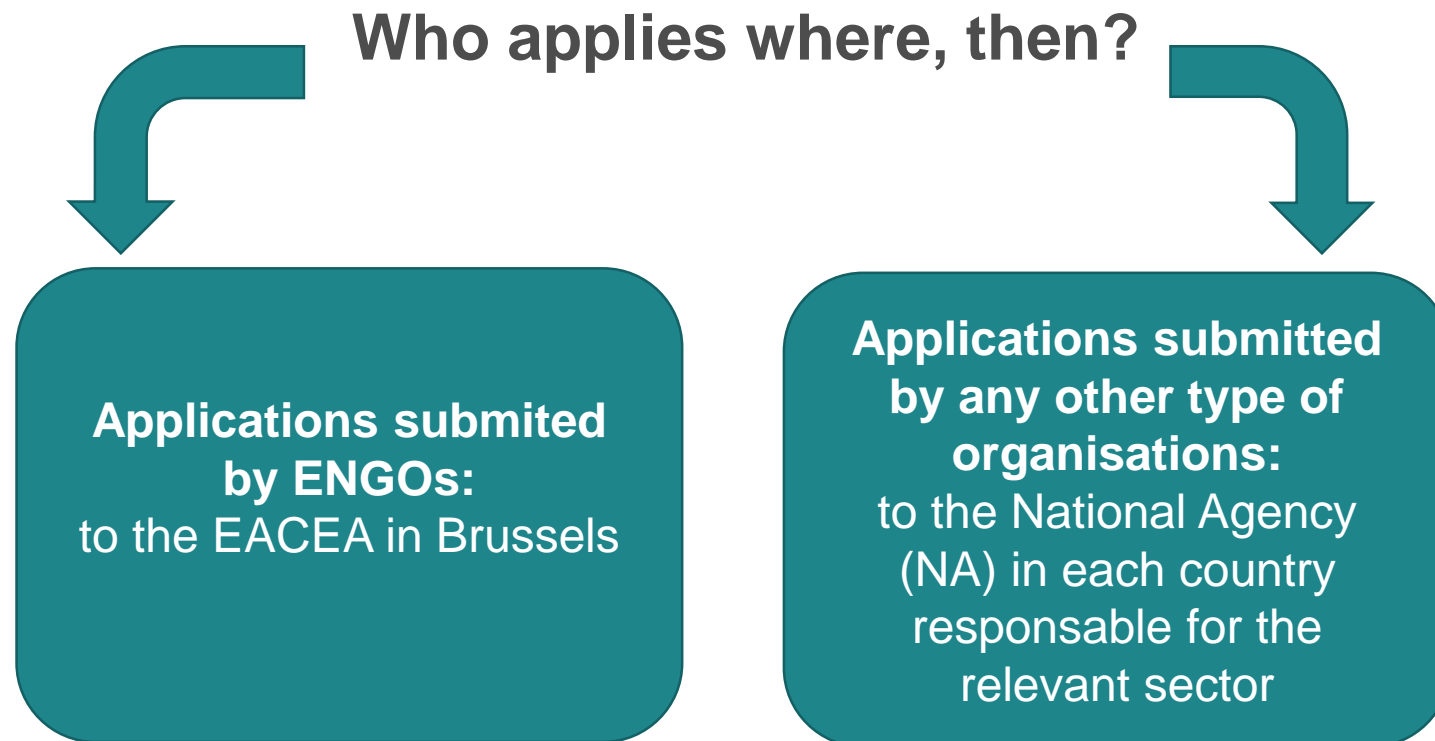 Who applies where, then?
Applications submited
by ENGOs:
to the EACEA in Brussels
Applications submitted
by any other type of
organisations:
to the National Agency
(NA) in each country
responsable for the
relevant sector